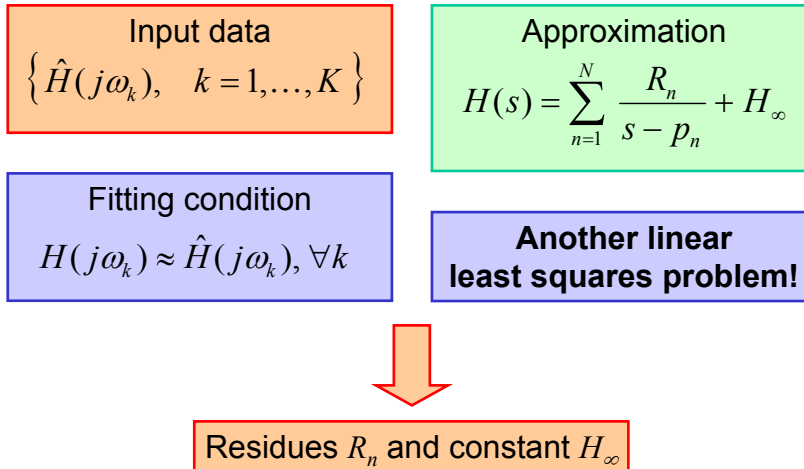 Input data
{ Ĥ(jω_k),   k = 1,…, K }
Approximation
H(s) = ∑_{n=1}^{N} R_n / (s − p_n) + H_∞
Fitting condition
H(jω_k) ≈ Ĥ(jω_k), ∀k
Another linear
least squares problem!
Residues R_n and constant H_∞